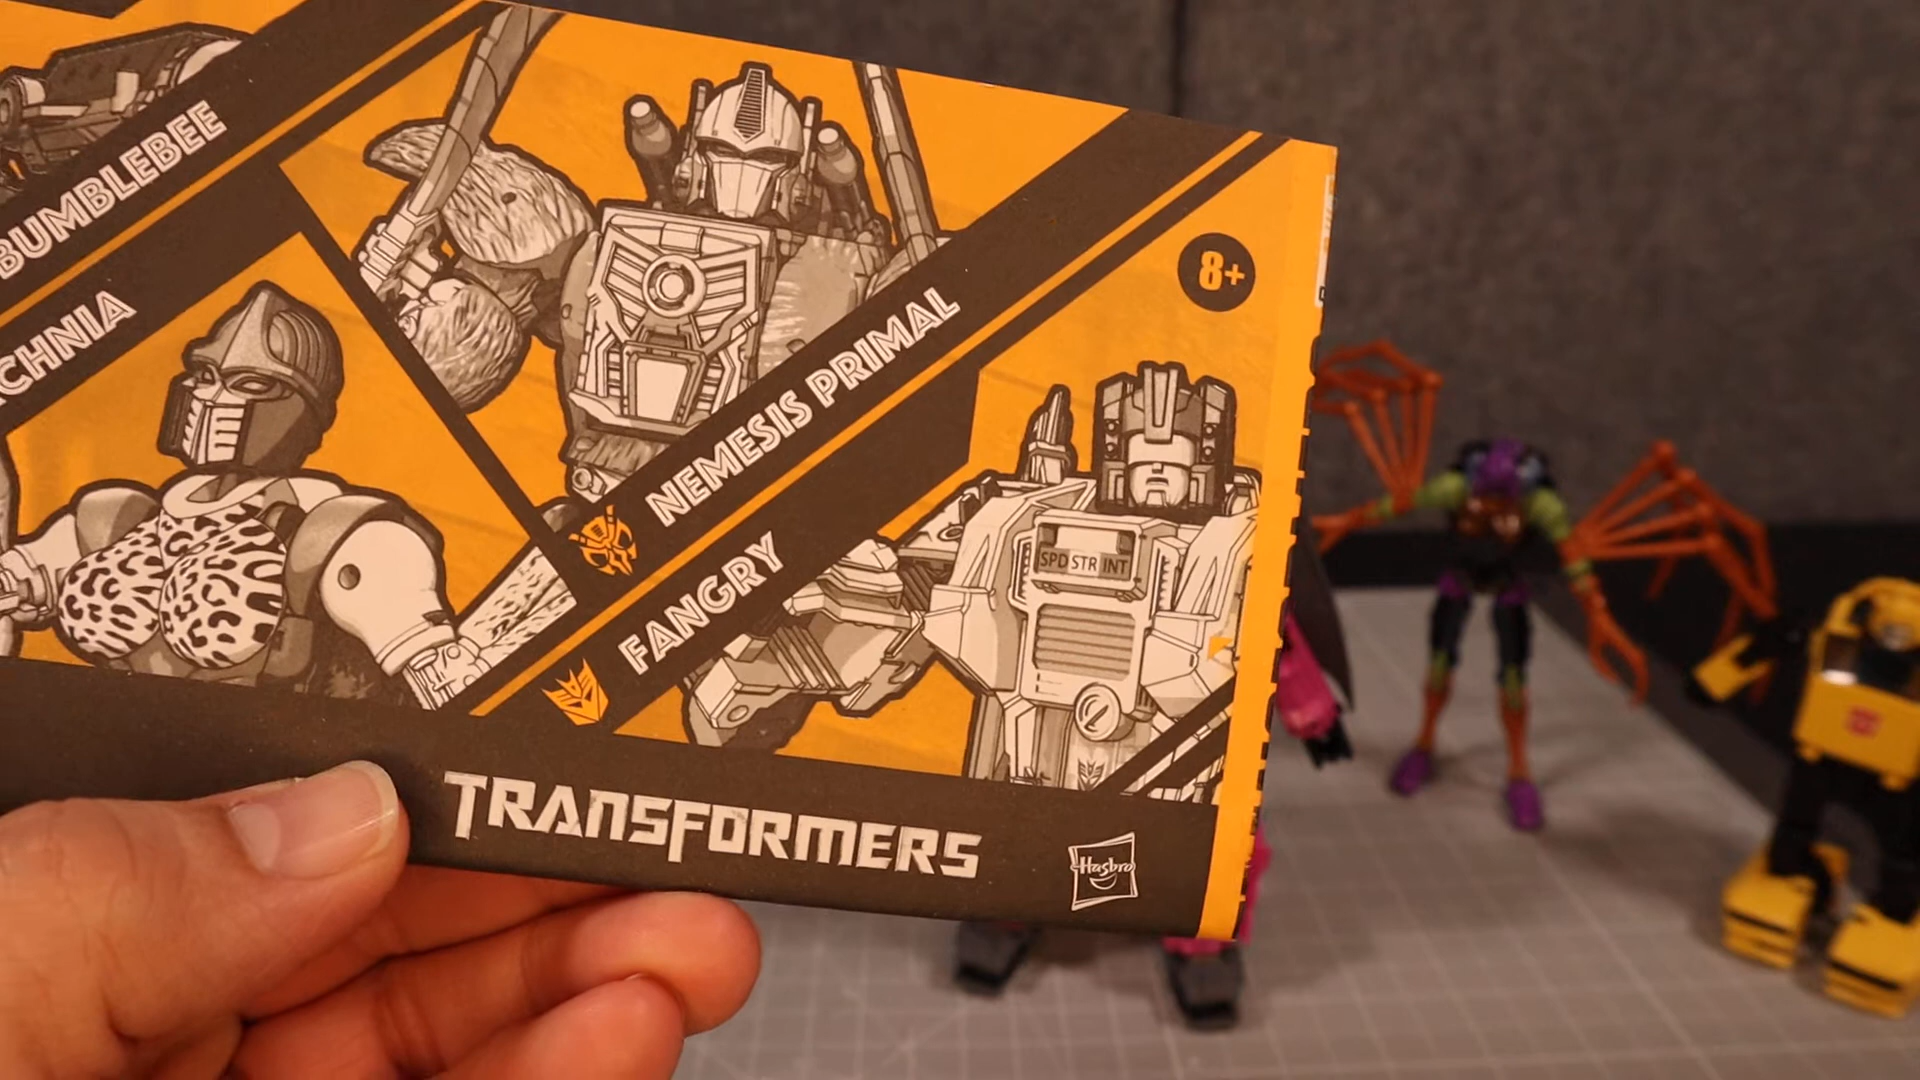 BUMBLEBEE
CHNIA
NEMESIS PRIMAL
8+
FANGRY
SPD STR INT
TRANSFORMERS
Hasbro